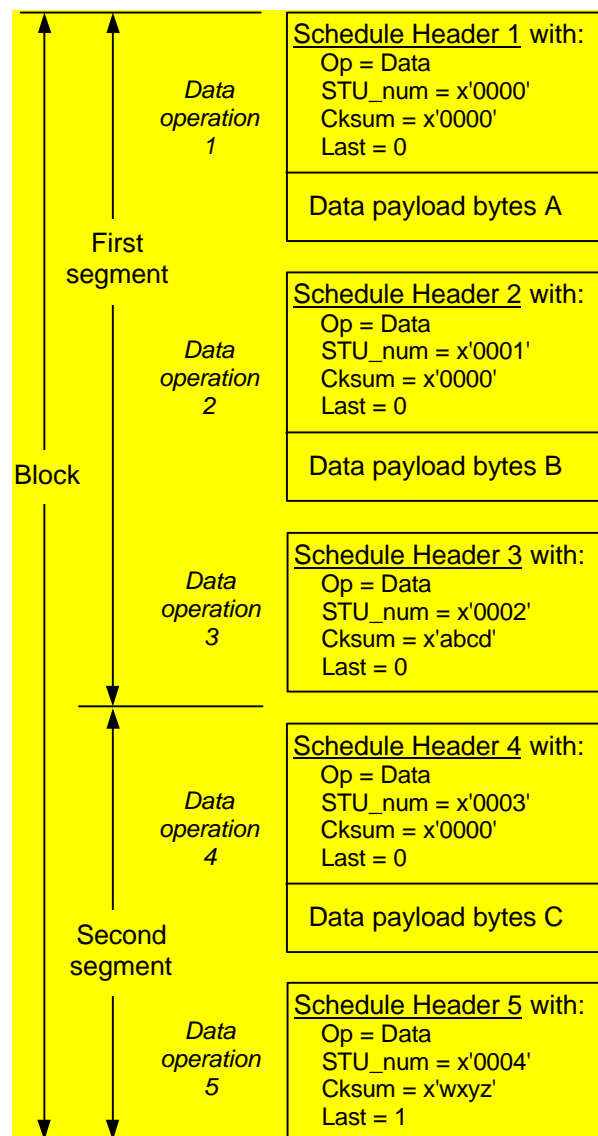 Schedule Header 1 with:
Op = Data
STU_num = x'0000'
Cksum = x'0000'
Last = 0
Data
operation
1
Data payload bytes A
First
segment
Schedule Header 2 with:
Op = Data
STU_num = x'0001'
Cksum = x'0000'
Last = 0
Data
operation
2
Data payload bytes B
Block
Schedule Header 3 with:
Op = Data
STU_num = x'0002'
Cksum = x'abcd'
Last = 0
Data
operation
3
Schedule Header 4 with:
Op = Data
STU_num = x'0003'
Cksum = x'0000'
Last = 0
Data
operation
4
Data payload bytes C
Second
segment
Schedule Header 5 with:
Op = Data
STU_num = x'0004'
Cksum = x'wxyz'
Last = 1
Data
operation
5